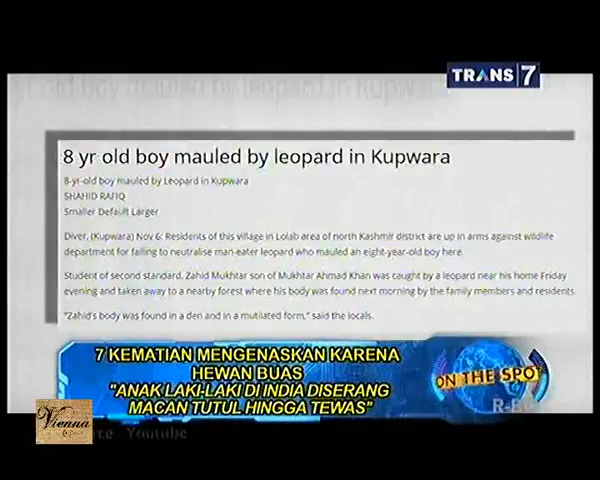 TRANS 7
8 yr old boy mauled by leopard in Kupwara
8-yr-old boy mauled by Leopard in Kupwara
SHAHID RAFIQ
Smaller Default Larger
Diver, (Kupwara) Nov 6: Residents of this village in Lolab area of north Kashmir district are up in arms against wildlife
department for failing to neutralise man-eater leopard who mauled an eight-year-old boy here.
Student of second standard, Zahid Mukhtar son of Mukhtar Ahmad Khan was caught by a leopard near his home Friday
evening and taken away to a nearby forest where his body was found next morning by the family members and residents.
"Zahid's body was found in a den and in a mutilated form," said the locals.
7 KEMATIAN MENGENASKAN KARENA
HEWAN BUAS
"ANAK LAKI-LAKI DI INDIA DISERANG
MACAN TUTUL HINGGA TEWAS"
ON THE SPOT
Vienna
Youtube